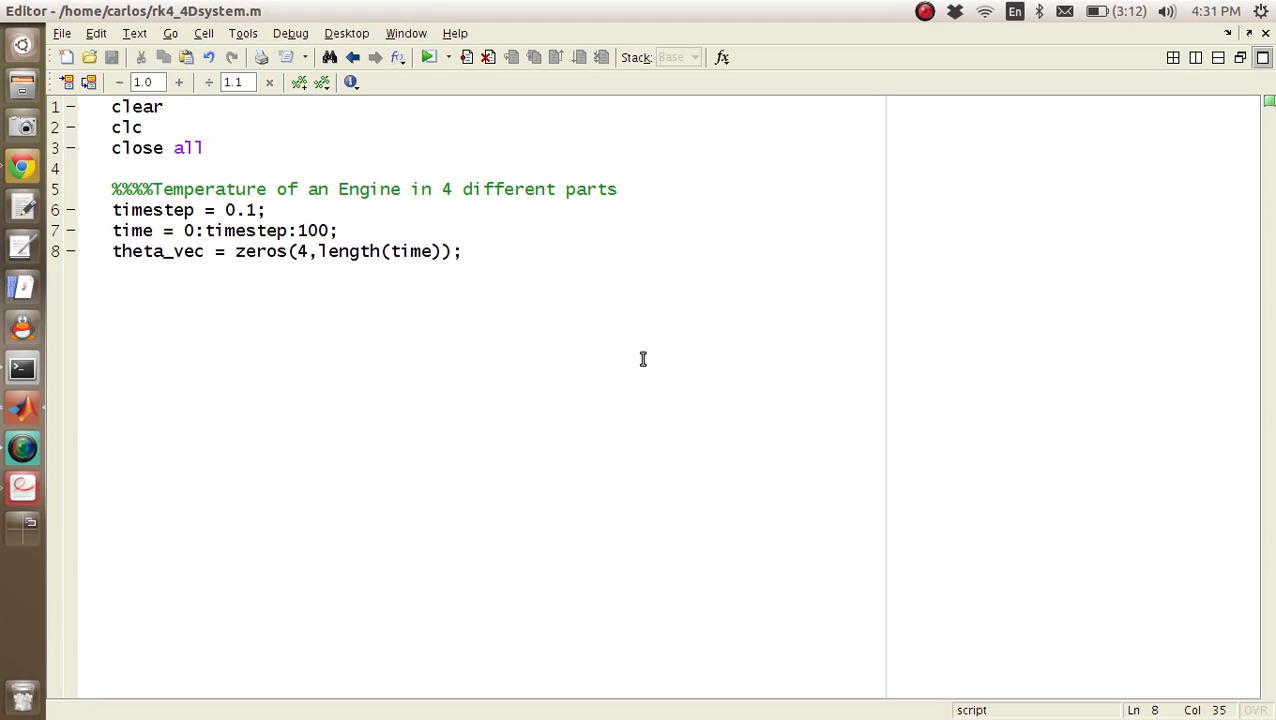 Editor - /home/carlos/rk4_4Dsystem.m
En
(3:12)
4:31 PM
File Edit Text Go Cell Tools Debug Desktop Window Help
Stack: Base
fx
− 1.0 + ÷ 1.1 ×
1 clear
2 clc
3 close all
4
5 %%%%Temperature of an Engine in 4 different parts
6 timestep = 0.1;
7 time = 0:timestep:100;
8 theta_vec = zeros(4,length(time));
script
Ln 8 Col 35
OVR